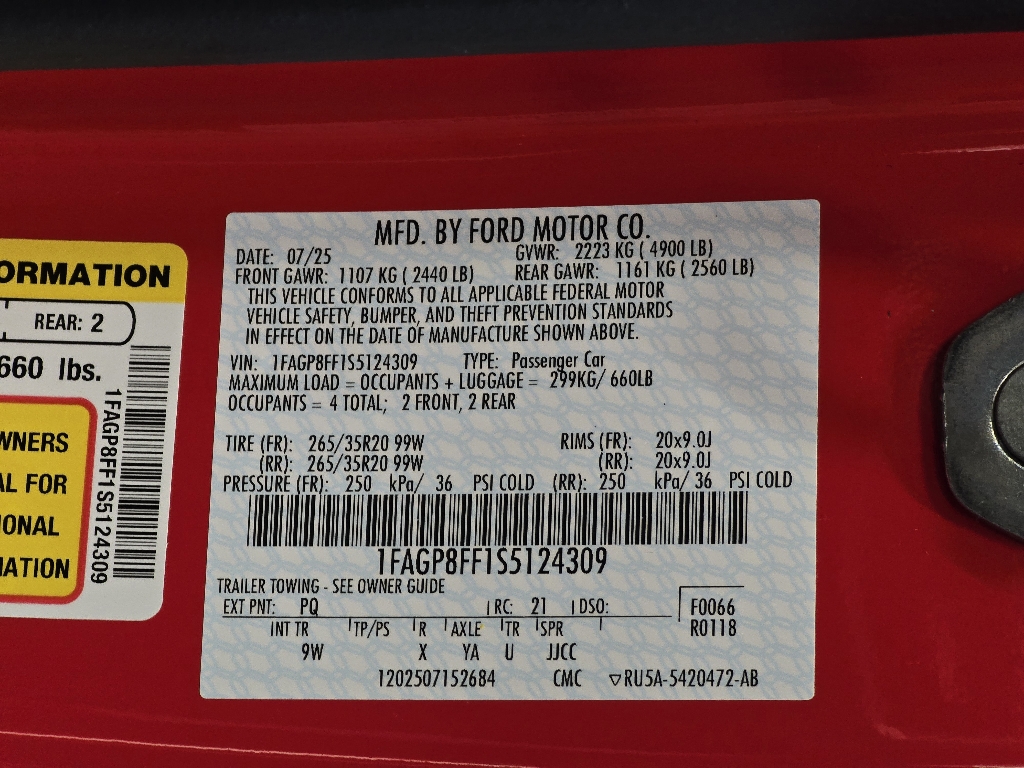 ORMATION
REAR: 2
660 lbs.
WNERS
AL FOR
IONAL
MATION
1FAGP8FF1S5124309
MFD. BY FORD MOTOR CO.
DATE: 07/25 GVWR: 2223 KG ( 4900 LB)
FRONT GAWR: 1107 KG ( 2440 LB) REAR GAWR: 1161 KG ( 2560 LB)
THIS VEHICLE CONFORMS TO ALL APPLICABLE FEDERAL MOTOR
VEHICLE SAFETY, BUMPER, AND THEFT PREVENTION STANDARDS
IN EFFECT ON THE DATE OF MANUFACTURE SHOWN ABOVE.
VIN: 1FAGP8FF1S5124309 TYPE: Passenger Car
MAXIMUM LOAD = OCCUPANTS + LUGGAGE = 299KG/ 660LB
OCCUPANTS = 4 TOTAL; 2 FRONT, 2 REAR
TIRE (FR): 265/35R20 99W RIMS (FR): 20x9.0J
(RR): 265/35R20 99W (RR): 20x9.0J
PRESSURE (FR): 250 kPa/ 36 PSI COLD (RR): 250 kPa/ 36 PSI COLD
1FAGP8FF1S5124309
TRAILER TOWING - SEE OWNER GUIDE
EXT PNT: PQ RC: 21 DSO: F0066
INT TR TP/PS R AXLE TR SPR R0118
9W X YA U JJCC
1202507152684 CMC ▽RU5A-5420472-AB